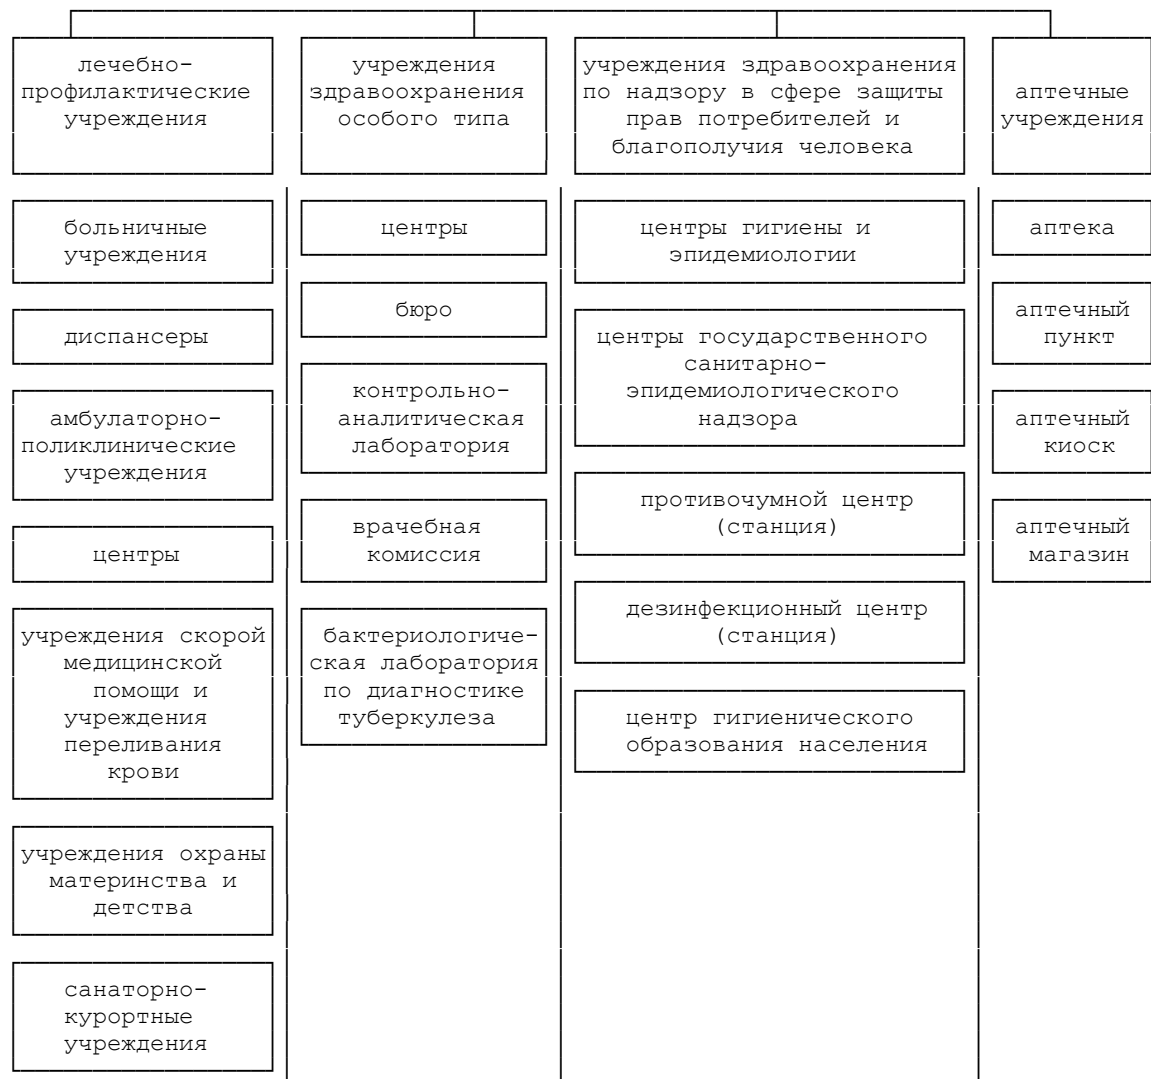 лечебно-
профилактические
учреждения
учреждения
здравоохранения
особого типа
учреждения здравоохранения
по надзору в сфере защиты
прав потребителей и
благополучия человека
аптечные
учреждения
больничные
учреждения
диспансеры
амбулаторно-
поликлинические
учреждения
центры
учреждения скорой
медицинской
помощи и
учреждения
переливания
крови
учреждения охраны
материнства и
детства
санаторно-
курортные
учреждения
центры
бюро
контрольно-
аналитическая
лаборатория
врачебная
комиссия
бактериологиче-
ская лаборатория
по диагностике
туберкулеза
центры гигиены и
эпидемиологии
центры государственного
санитарно-
эпидемиологического
надзора
противочумной центр
(станция)
дезинфекционный центр
(станция)
центр гигиенического
образования населения
аптека
аптечный
пункт
аптечный
киоск
аптечный
магазин